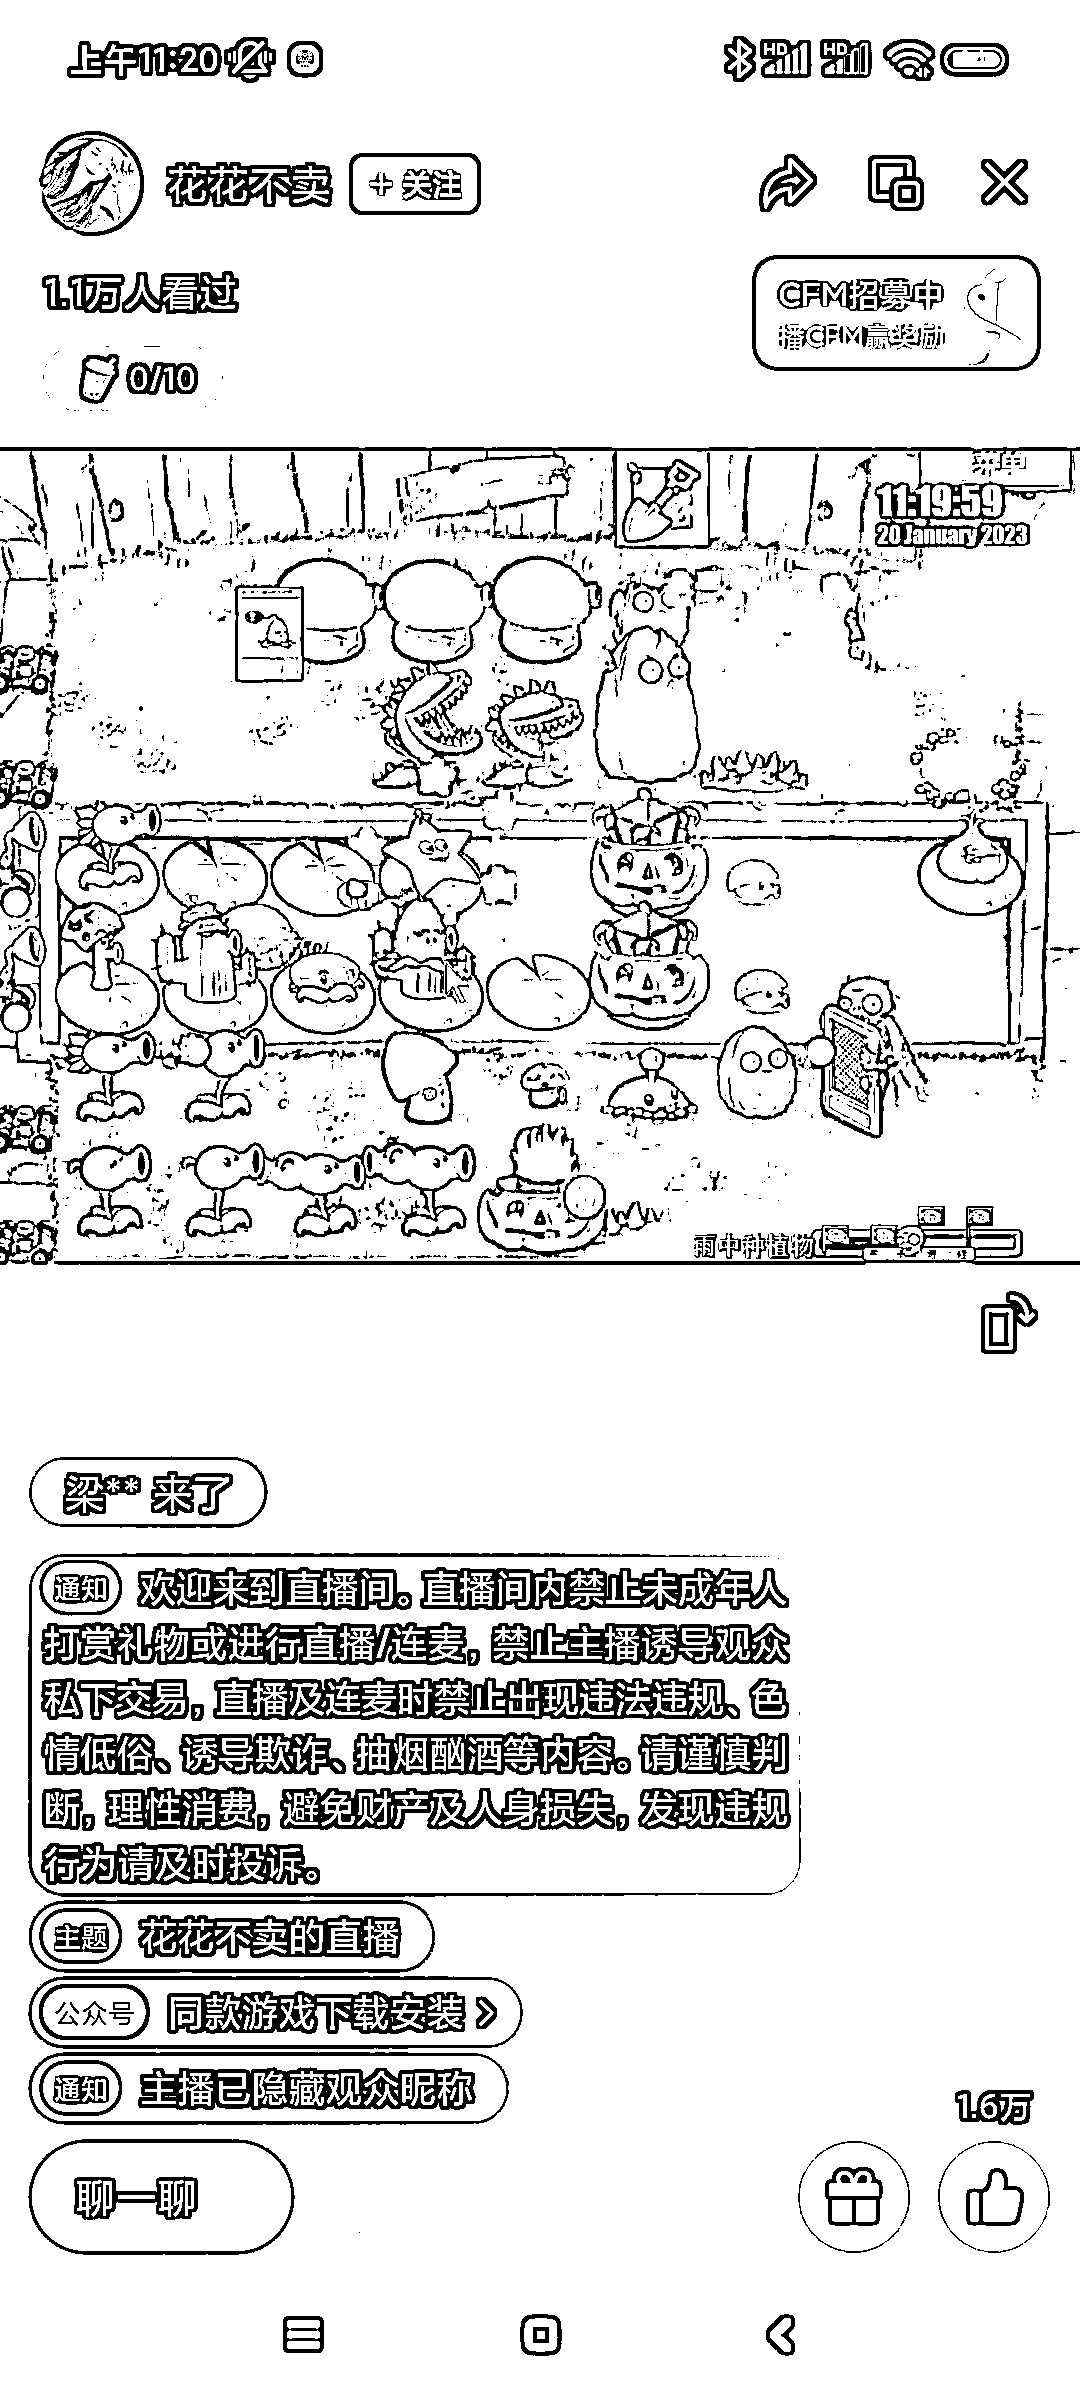 上午11:20
HD HD
花花不卖 + 关注
1.1万人看过
CFM招募中
播CFM赢奖励
0/10
菜单
11:19:59
20 January 2023
雨中种植物
梁** 来了
通知 欢迎来到直播间。直播间内禁止未成年人
打赏礼物或进行直播/连麦，禁止主播诱导观众
私下交易，直播及连麦时禁止出现违法违规、色
情低俗、诱导欺诈、抽烟酗酒等内容。请谨慎判
断，理性消费，避免财产及人身损失，发现违规
行为请及时投诉。
主题 花花不卖的直播
公众号 同款游戏下载安装 >
通知 主播已隐藏观众昵称
1.6万
聊一聊